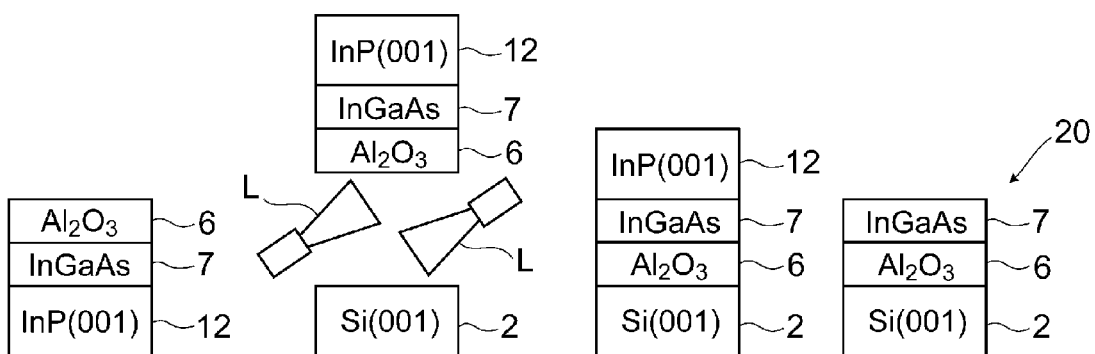 Al₂O₃ 6
InGaAs 7
InP(001) 12
InP(001) 12
InGaAs 7
Al₂O₃ 6
L
L
Si(001) 2
InP(001) 12
InGaAs 7
Al₂O₃ 6
Si(001) 2
20
InGaAs 7
Al₂O₃ 6
Si(001) 2